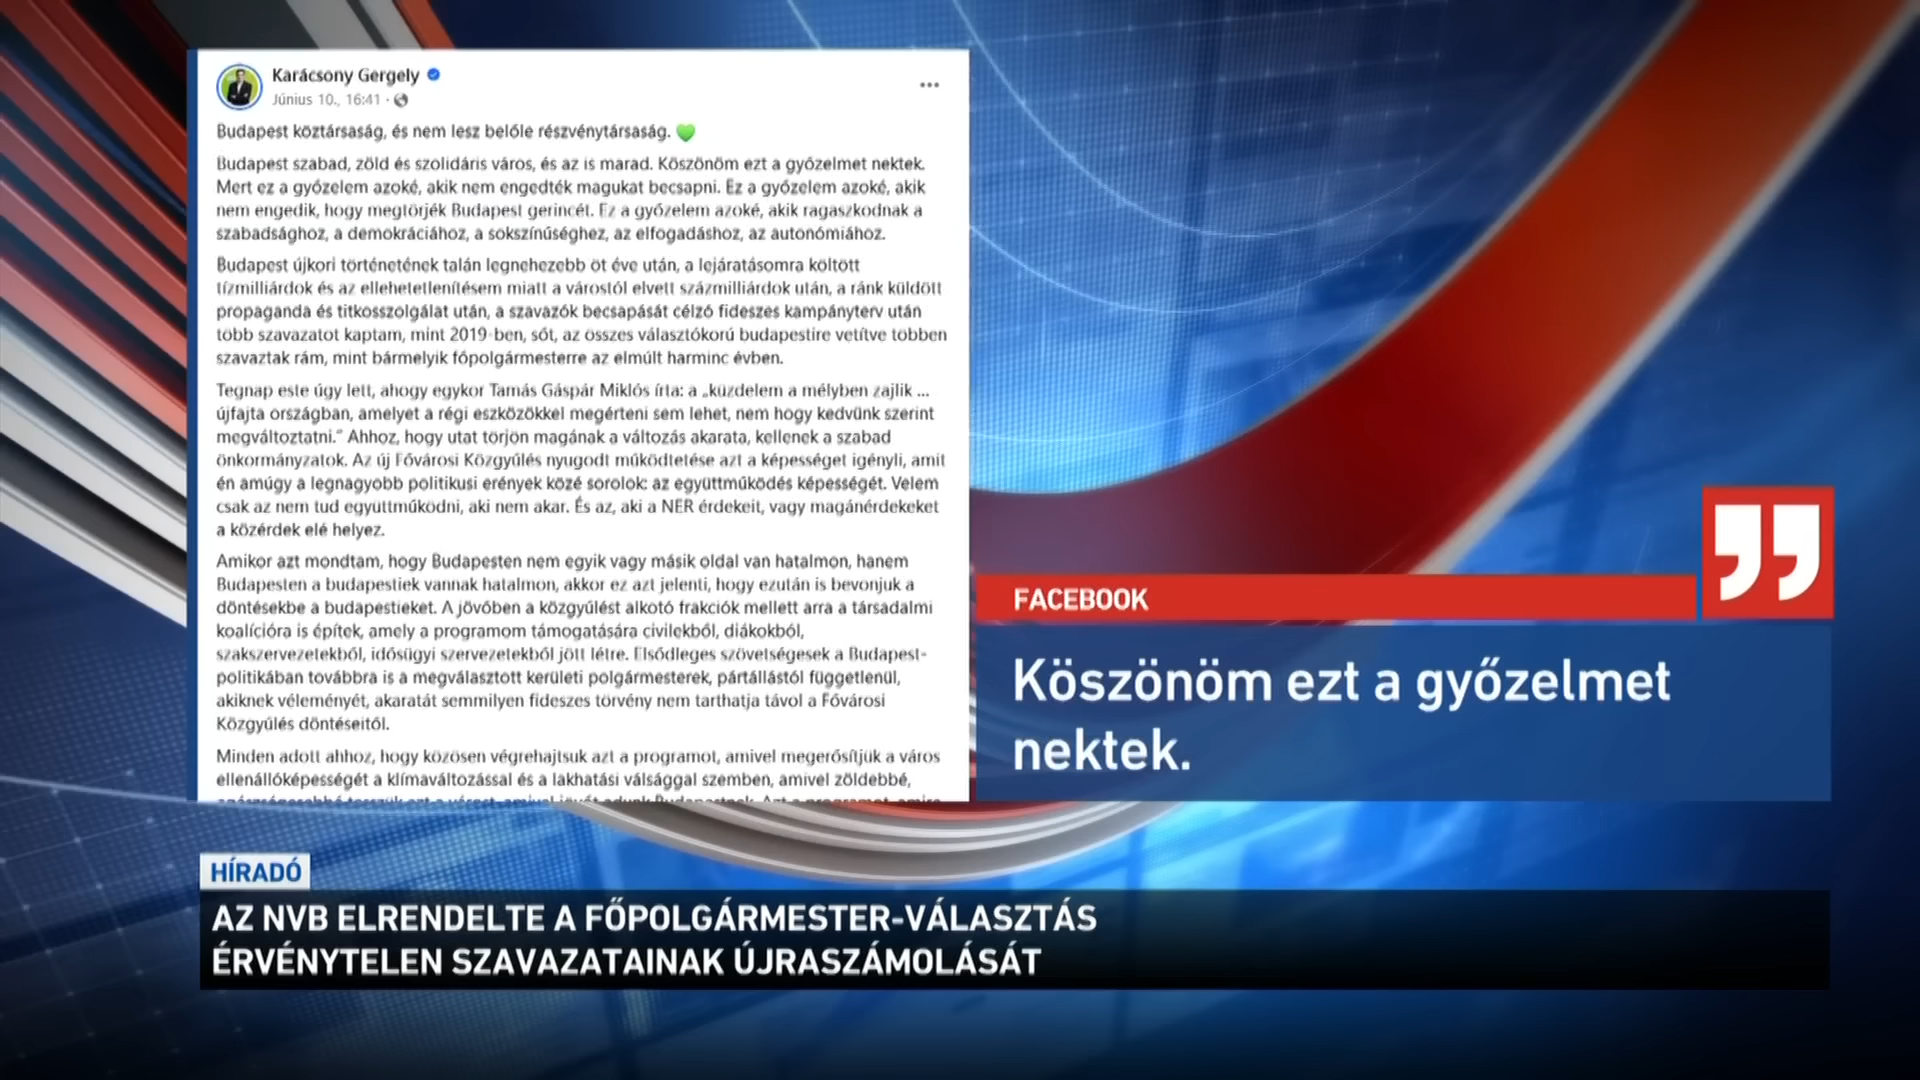 Karácsony Gergely
Június 10., 16:41
Budapest köztársaság, és nem lesz belőle részvénytársaság. 💚
Budapest szabad, zöld és szolidáris város, és az is marad. Köszönöm ezt a győzelmet nektek.
Mert ez a győzelem azoké, akik nem engedték magukat becsapni. Ez a győzelem azoké, akik
nem engedik, hogy megtörjék Budapest gerincét. Ez a győzelem azoké, akik ragaszkodnak a
szabadsághoz, a demokráciához, a sokszínűséghez, az elfogadáshoz, az autonómiához.
Budapest újkori történetének talán legnehezebb öt éve után, a lejáratásomra költött
tízmilliárdok és az ellehetetlenítésem miatt a várostól elvett százmilliárdok után, a ránk küldött
propaganda és titkosszolgálat után, a szavazók becsapását célzó fideszes kampányterv után
több szavazatot kaptam, mint 2019-ben, sőt, az összes választókorú budapestire vetítve többen
szavaztak rám, mint bármelyik főpolgármesterre az elmúlt harminc évben.
Tegnap este úgy lett, ahogy egykor Tamás Gáspár Miklós írta: a „küzdelem a mélyben zajlik ...
újfajta országban, amelyet a régi eszközökkel megérteni sem lehet, nem hogy kedvünk szerint
megváltoztatni.” Ahhoz, hogy utat törjön magának a változás akarata, kellenek a szabad
önkormányzatok. Az új Fővárosi Közgyűlés nyugodt működtetése azt a képességet igényli, amit
én amúgy a legnagyobb politikusi erények közé sorolok: az együttműködés képességét. Velem
csak az nem tud együttműködni, aki nem akar. És az, aki a NER érdekeit, vagy magánérdekeket
a közérdek elé helyez.
Amikor azt mondtam, hogy Budapesten nem egyik vagy másik oldal van hatalmon, hanem
Budapesten a budapestiek vannak hatalmon, akkor ez azt jelenti, hogy ezután is bevonjuk a
döntésekbe a budapestieket. A jövőben a közgyűlést alkotó frakciók mellett arra a társadalmi
koalícióra is építek, amely a programom támogatására civilekből, diákokból,
szakszervezetekből, idősügyi szervezetekből jött létre. Elsődleges szövetségesek a Budapest-
politikában továbbra is a megválasztott kerületi polgármesterek, pártállástól függetlenül,
akiknek véleményét, akaratát semmilyen fideszes törvény nem tarthatja távol a Fővárosi
Közgyűlés döntéseitől.
Minden adott ahhoz, hogy közösen végrehajtsuk azt a programot, amivel megerősítjük a város
ellenállóképességét a klímaváltozással és a lakhatási válsággal szemben, amivel zöldebbé,
FACEBOOK
Köszönöm ezt a győzelmet
nektek.
HÍRADÓ
AZ NVB ELRENDELTE A FŐPOLGÁRMESTER-VÁLASZTÁS
ÉRVÉNYTELEN SZAVAZATAINAK ÚJRASZÁMOLÁSÁT